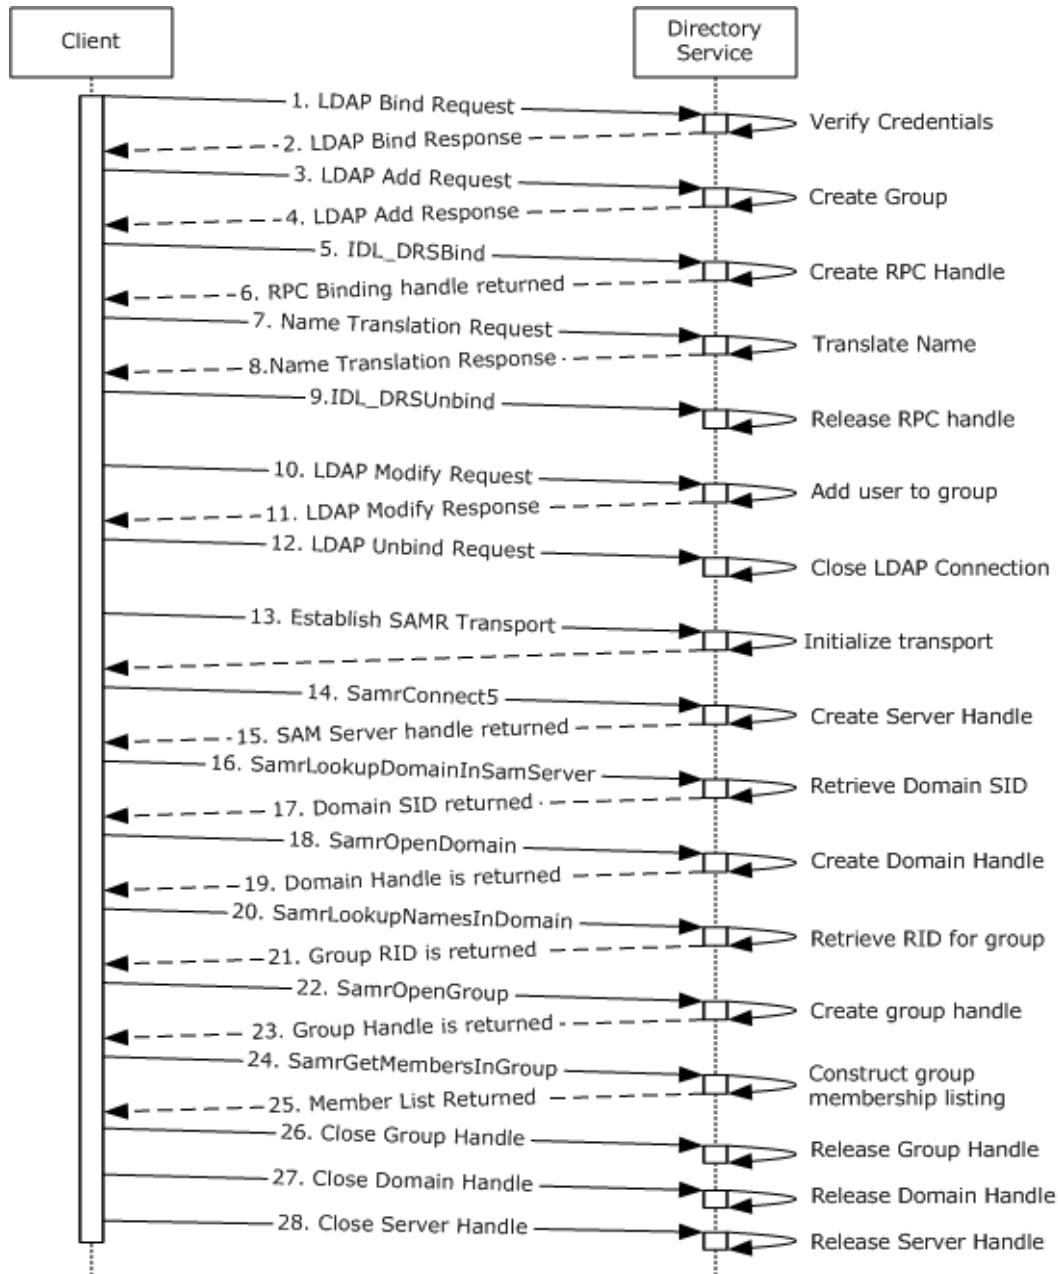 Client
Directory
Service
1. LDAP Bind Request
Verify Credentials
2. LDAP Bind Response
3. LDAP Add Request
Create Group
4. LDAP Add Response
5. IDL_DRSBind
Create RPC Handle
6. RPC Binding handle returned
7. Name Translation Request
Translate Name
8.Name Translation Response
9.IDL_DRSUnbind
Release RPC handle
10. LDAP Modify Request
Add user to group
11. LDAP Modify Response
12. LDAP Unbind Request
Close LDAP Connection
13. Establish SAMR Transport
Initialize transport
14. SamrConnect5
Create Server Handle
15. SAM Server handle returned
16. SamrLookupDomainInSamServer
Retrieve Domain SID
17. Domain SID returned
18. SamrOpenDomain
Create Domain Handle
19. Domain Handle is returned
20. SamrLookupNamesInDomain
Retrieve RID for group
21. Group RID is returned
22. SamrOpenGroup
Create group handle
23. Group Handle is returned
24. SamrGetMembersInGroup
Construct group
membership listing
25. Member List Returned
26. Close Group Handle
Release Group Handle
27. Close Domain Handle
Release Domain Handle
28. Close Server Handle
Release Server Handle